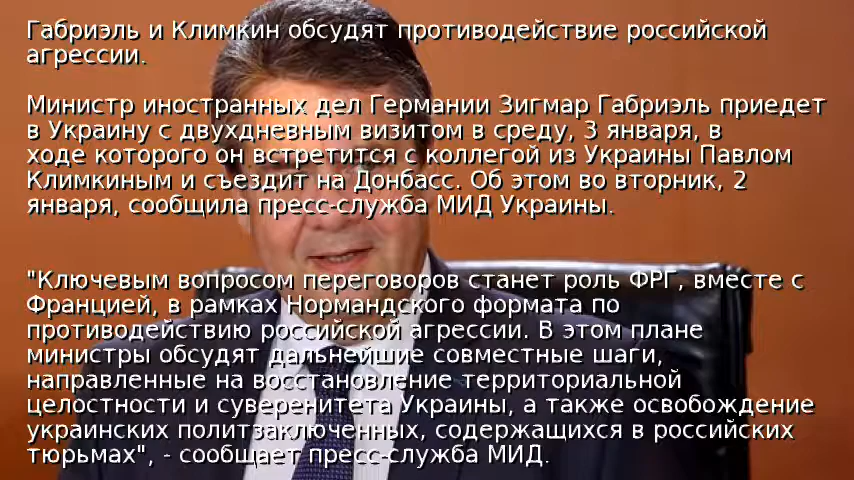 Габриэль и Климкин обсудят противодействие российской
агрессии.
Министр иностранных дел Германии Зигмар Габриэль приедет
в Украину с двухдневным визитом в среду, 3 января, в
ходе которого он встретится с коллегой из Украины Павлом
Климкиным и съездит на Донбасс. Об этом во вторник, 2
января, сообщила пресс-служба МИД Украины.
"Ключевым вопросом переговоров станет роль ФРГ, вместе с
Францией, в рамках Нормандского формата по
противодействию российской агрессии. В этом плане
министры обсудят дальнейшие совместные шаги,
направленные на восстановление территориальной
целостности и суверенитета Украины, а также освобождение
украинских политзаключенных, содержащихся в российских
тюрьмах", - сообщает пресс-служба МИД.